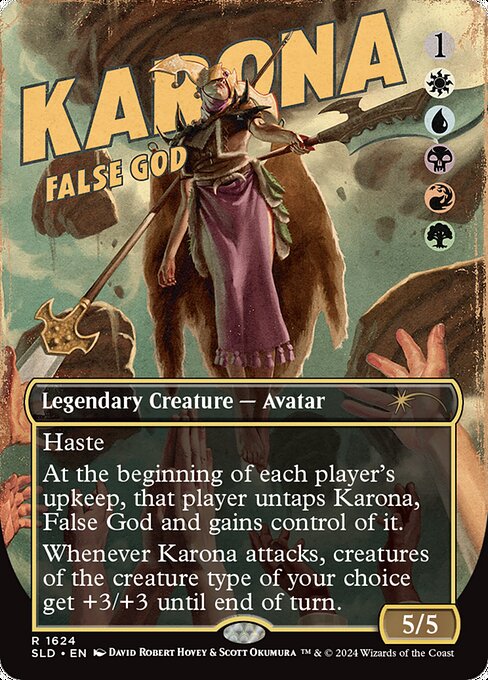 KARONA
FALSE GOD
1
Legendary Creature — Avatar
Haste
At the beginning of each player's
upkeep, that player untaps Karona,
False God and gains control of it.
Whenever Karona attacks, creatures
of the creature type of your choice
get +3/+3 until end of turn.
5/5
R 1624
SLD • EN David Robert Hovey & Scott Okumura ™ & © 2024 Wizards of the Coast